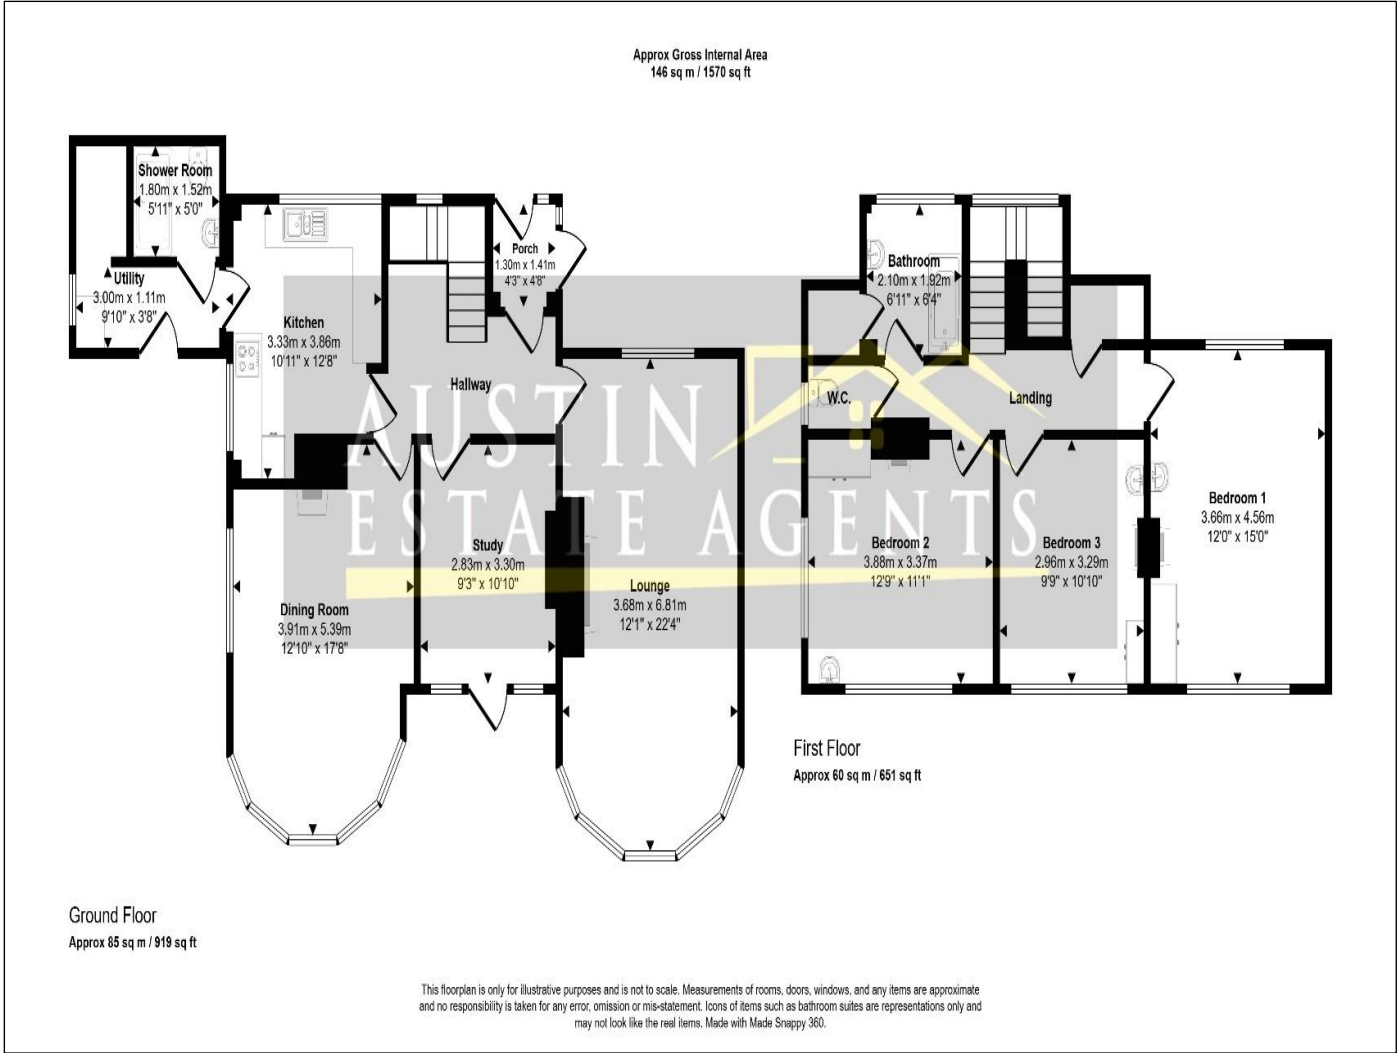 Approx Gross Internal Area
146 sq m / 1570 sq ft
Shower Room
1.80m x 1.52m
5'11" x 5'0"
Utility
3.00m x 1.11m
9'10" x 3'8"
Kitchen
3.33m x 3.86m
10'11" x 12'8"
Porch
1.30m x 1.41m
4'3" x 4'8"
Hallway
Dining Room
3.91m x 5.39m
12'10" x 17'8"
Study
2.83m x 3.30m
9'3" x 10'10"
Lounge
3.68m x 6.81m
12'1" x 22'4"
Bathroom
2.10m x 1.92m
6'11" x 6'4"
W.C.
Landing
Bedroom 2
3.88m x 3.37m
12'9" x 11'1"
Bedroom 3
2.96m x 3.29m
9'9" x 10'10"
Bedroom 1
3.66m x 4.56m
12'0" x 15'0"
AUSTIN
ESTATE AGENTS
First Floor
Approx 60 sq m / 651 sq ft
Ground Floor
Approx 85 sq m / 919 sq ft
This floorplan is only for illustrative purposes and is not to scale. Measurements of rooms, doors, windows, and any items are approximate
and no responsibility is taken for any error, omission or mis-statement. Icons of items such as bathroom suites are representations only and
may not look like the real items. Made with Made Snappy 360.